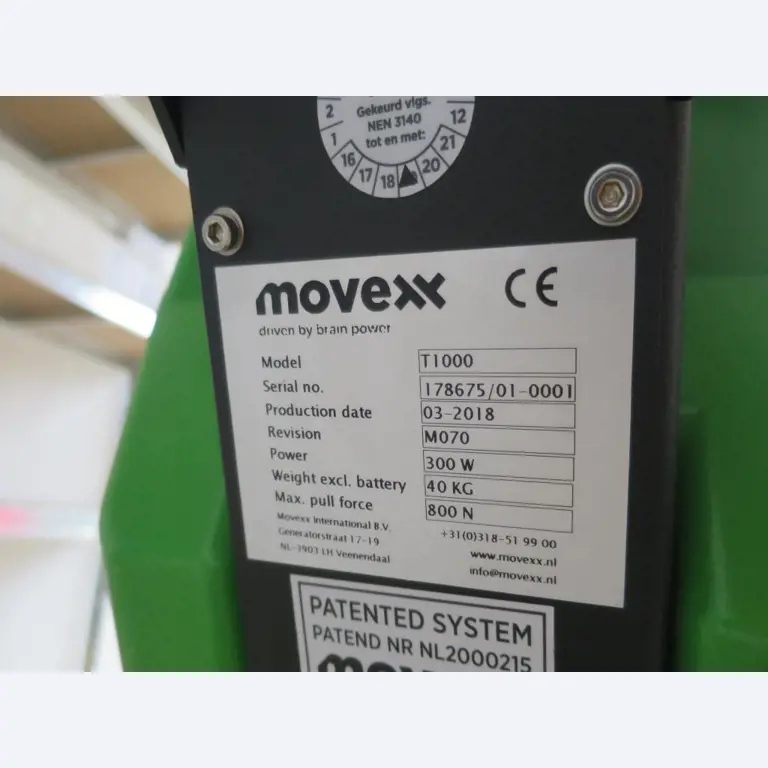 Gekeurd vlgs.
2 NEN 3140 12
1 tot en met: 21
16 17 18 20
movexx CE
driven by brain power
Model T1000
Serial no. 178675/01-0001
Production date 03-2018
Revision M070
Power 300 W
Weight excl. battery 40 KG
Max. pull force 800 N
Movexx International B.V. +31(0)318-51 99 00
Generatorstraat 17-19 www.movexx.nl
NL-3903 LH Veenendaal info@movexx.nl
PATENTED SYSTEM
PATEND NR NL2000215